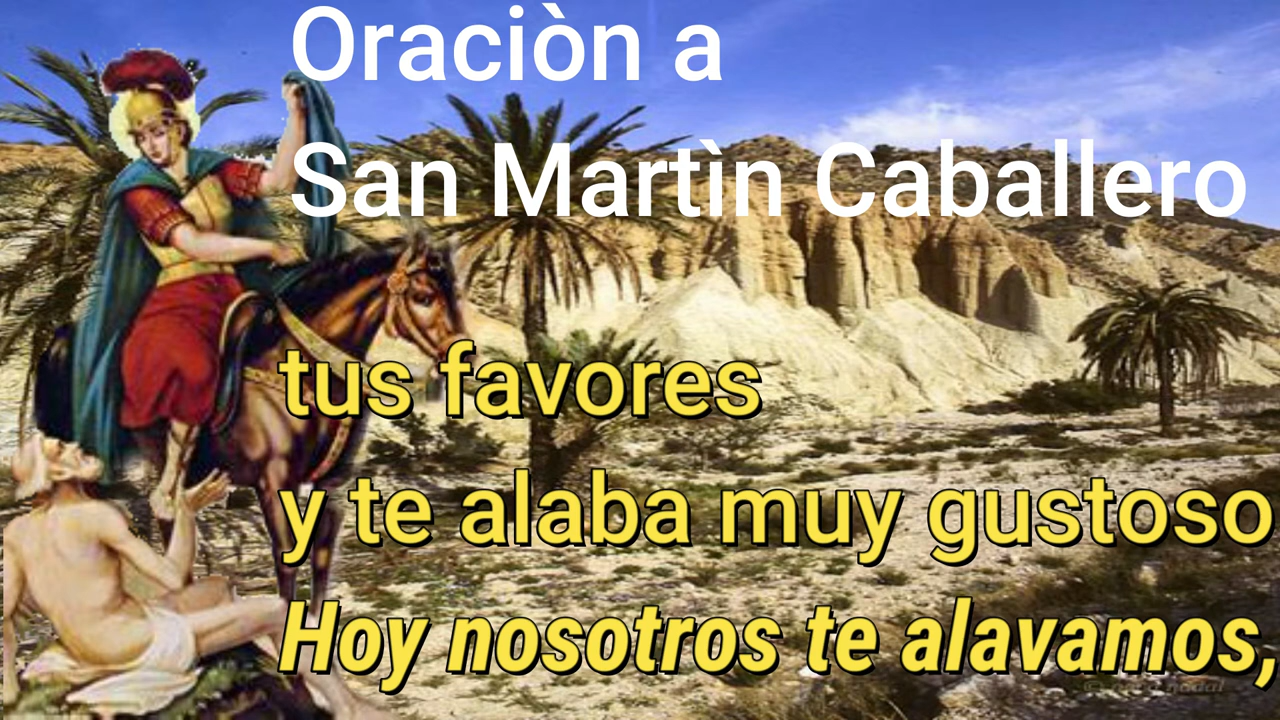 Oraciòn a
San Martìn Caballero
tus favores
y te alaba muy gustoso
Hoy nosotros te alavamos,